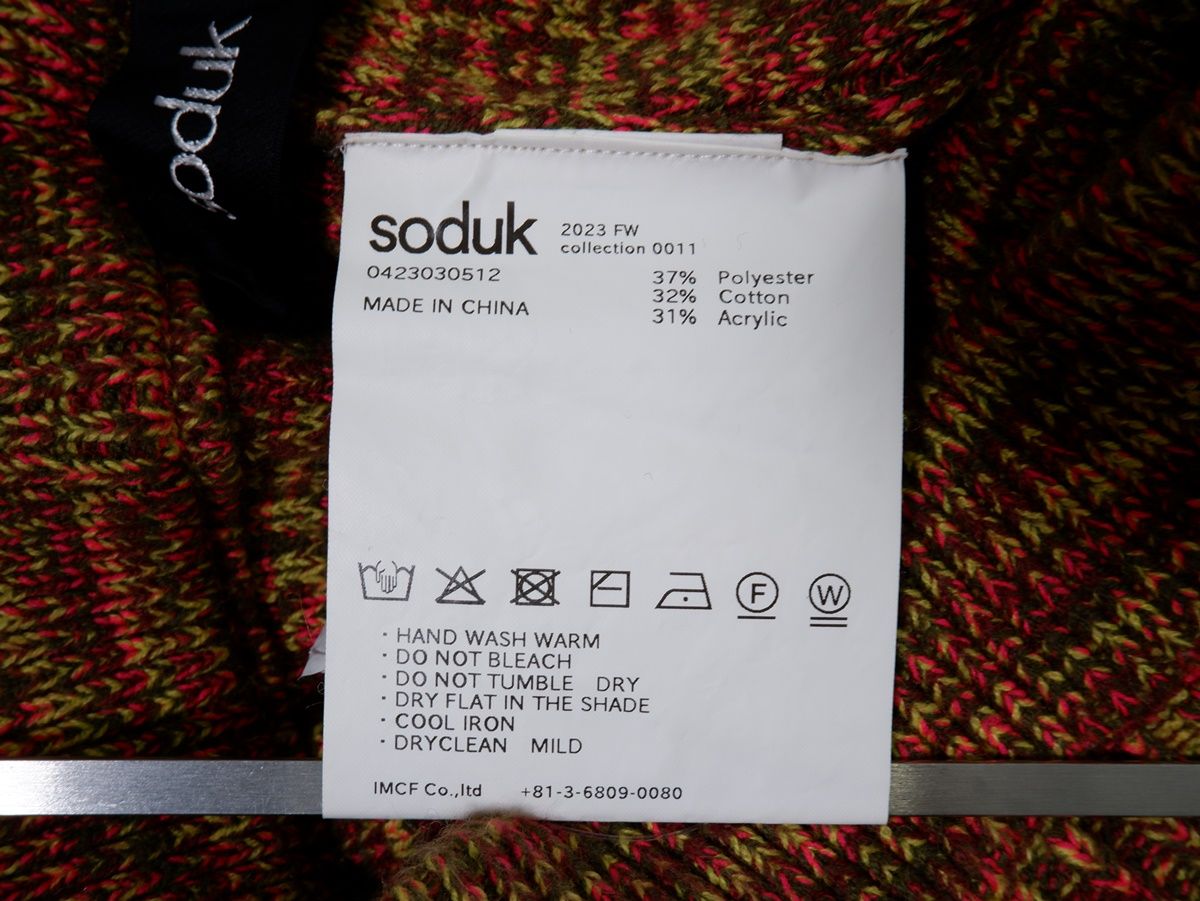 soduk
soduk
2023 FW
collection 0011
0423030512
MADE IN CHINA
37% Polyester
32% Cotton
31% Acrylic
F
W
· HAND WASH WARM
· DO NOT BLEACH
· DO NOT TUMBLE DRY
· DRY FLAT IN THE SHADE
· COOL IRON
· DRYCLEAN MILD
IMCF Co.,ltd +81-3-6809-0080